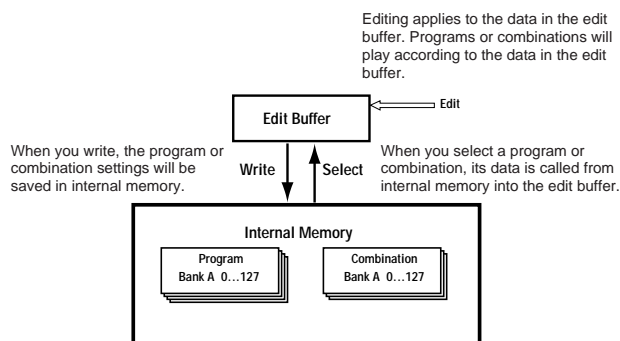 Editing applies to the data in the edit
buffer. Programs or combinations will
play according to the data in the edit
buffer.
Edit
Edit Buffer
When you write, the program or
combination settings will be
saved in internal memory.
Write
Select
When you select a program or
combination, its data is called from
internal memory into the edit buffer.
Internal Memory
Program
Bank A 0...127
Combination
Bank A 0...127